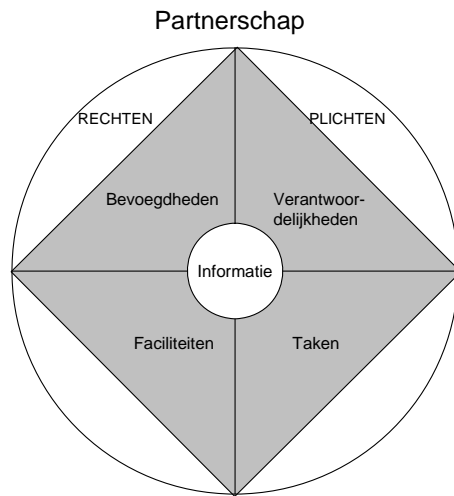 Partnerschap
RECHTEN
PLICHTEN
Bevoegdheden
Verantwoor-
delijkheden
Informatie
Faciliteiten
Taken